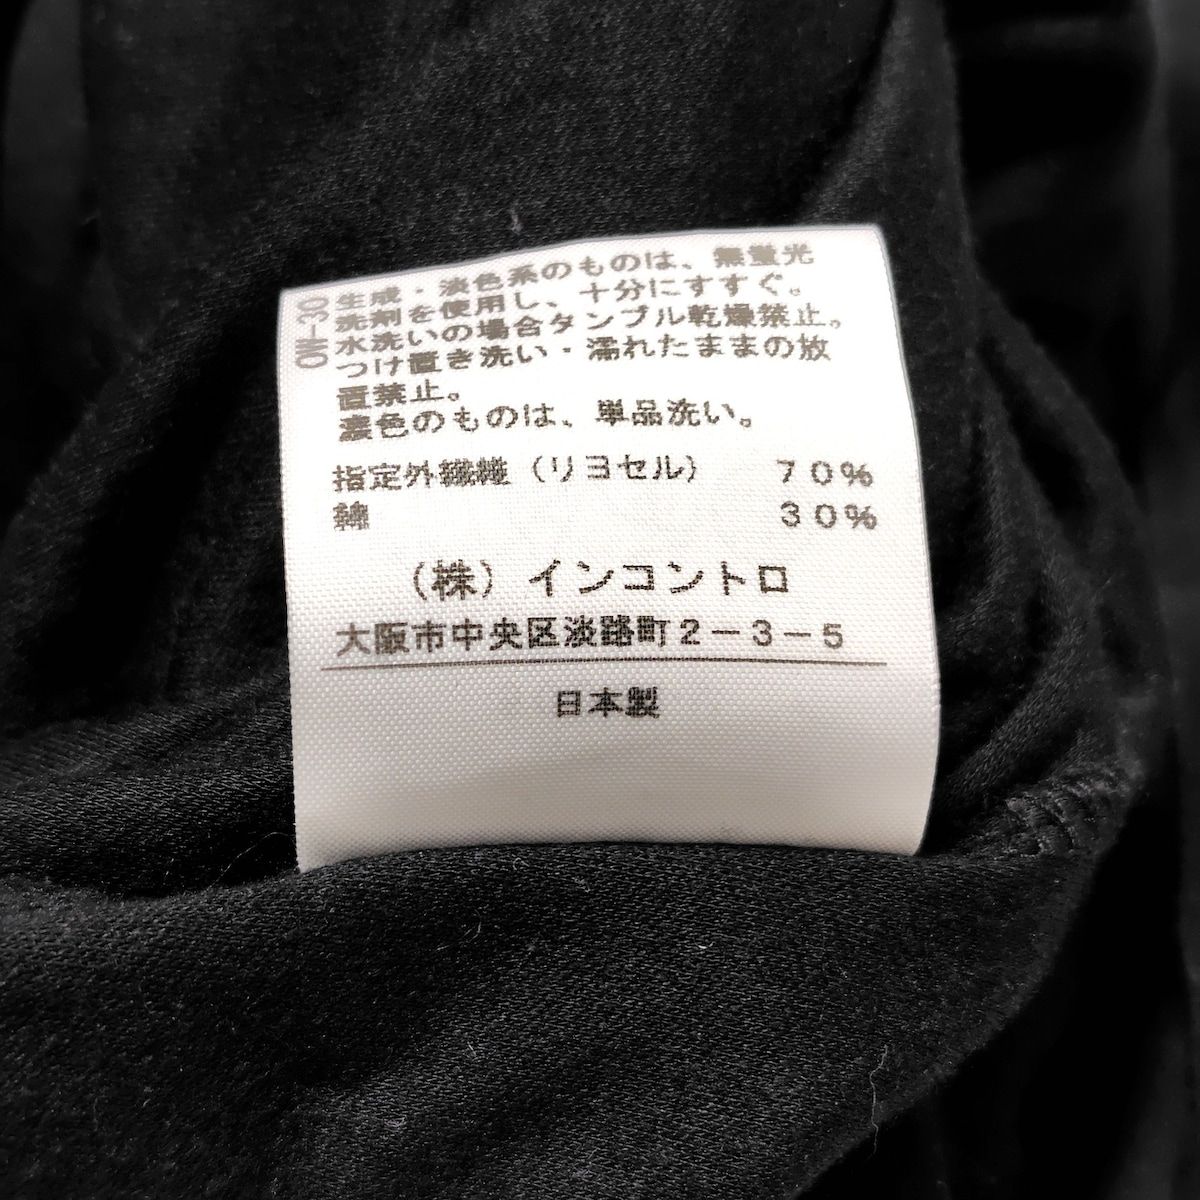 生成・淡色系のものは、無蛍光
洗剤を使用し、十分にすすぐ。
水洗いの場合タンブル乾燥禁止。
つけ置き洗い・濡れたままの放
置禁止。
濃色のものは、単品洗い。
指定外繊維（リヨセル） 70%
綿 30%
（株）インコントロ
大阪市中央区淡路町2-3-5
日本製